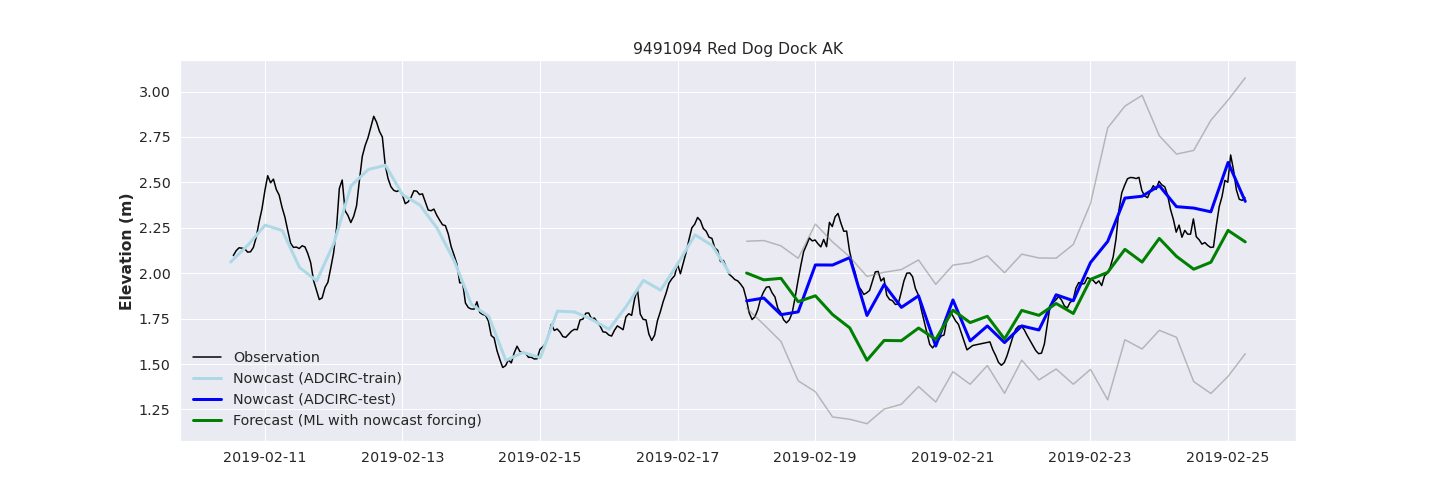 9491094 Red Dog Dock AK
Elevation (m)
3.00
2.75
2.50
2.25
2.00
1.75
1.50
1.25
Observation
Nowcast (ADCIRC-train)
Nowcast (ADCIRC-test)
Forecast (ML with nowcast forcing)
2019-02-11 2019-02-13 2019-02-15 2019-02-17 2019-02-19 2019-02-21 2019-02-23 2019-02-25